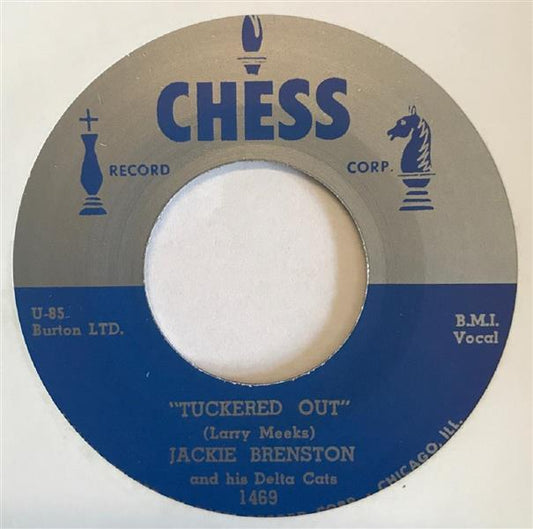 CHESS
RECORD CORP.
U-85
Burton LTD.
B.M.I.
Vocal
"TUCKERED OUT"
(Larry Meeks)
JACKIE BRENSTON
and his Delta Cats
1469
CORP. CHICAGO, ILL.